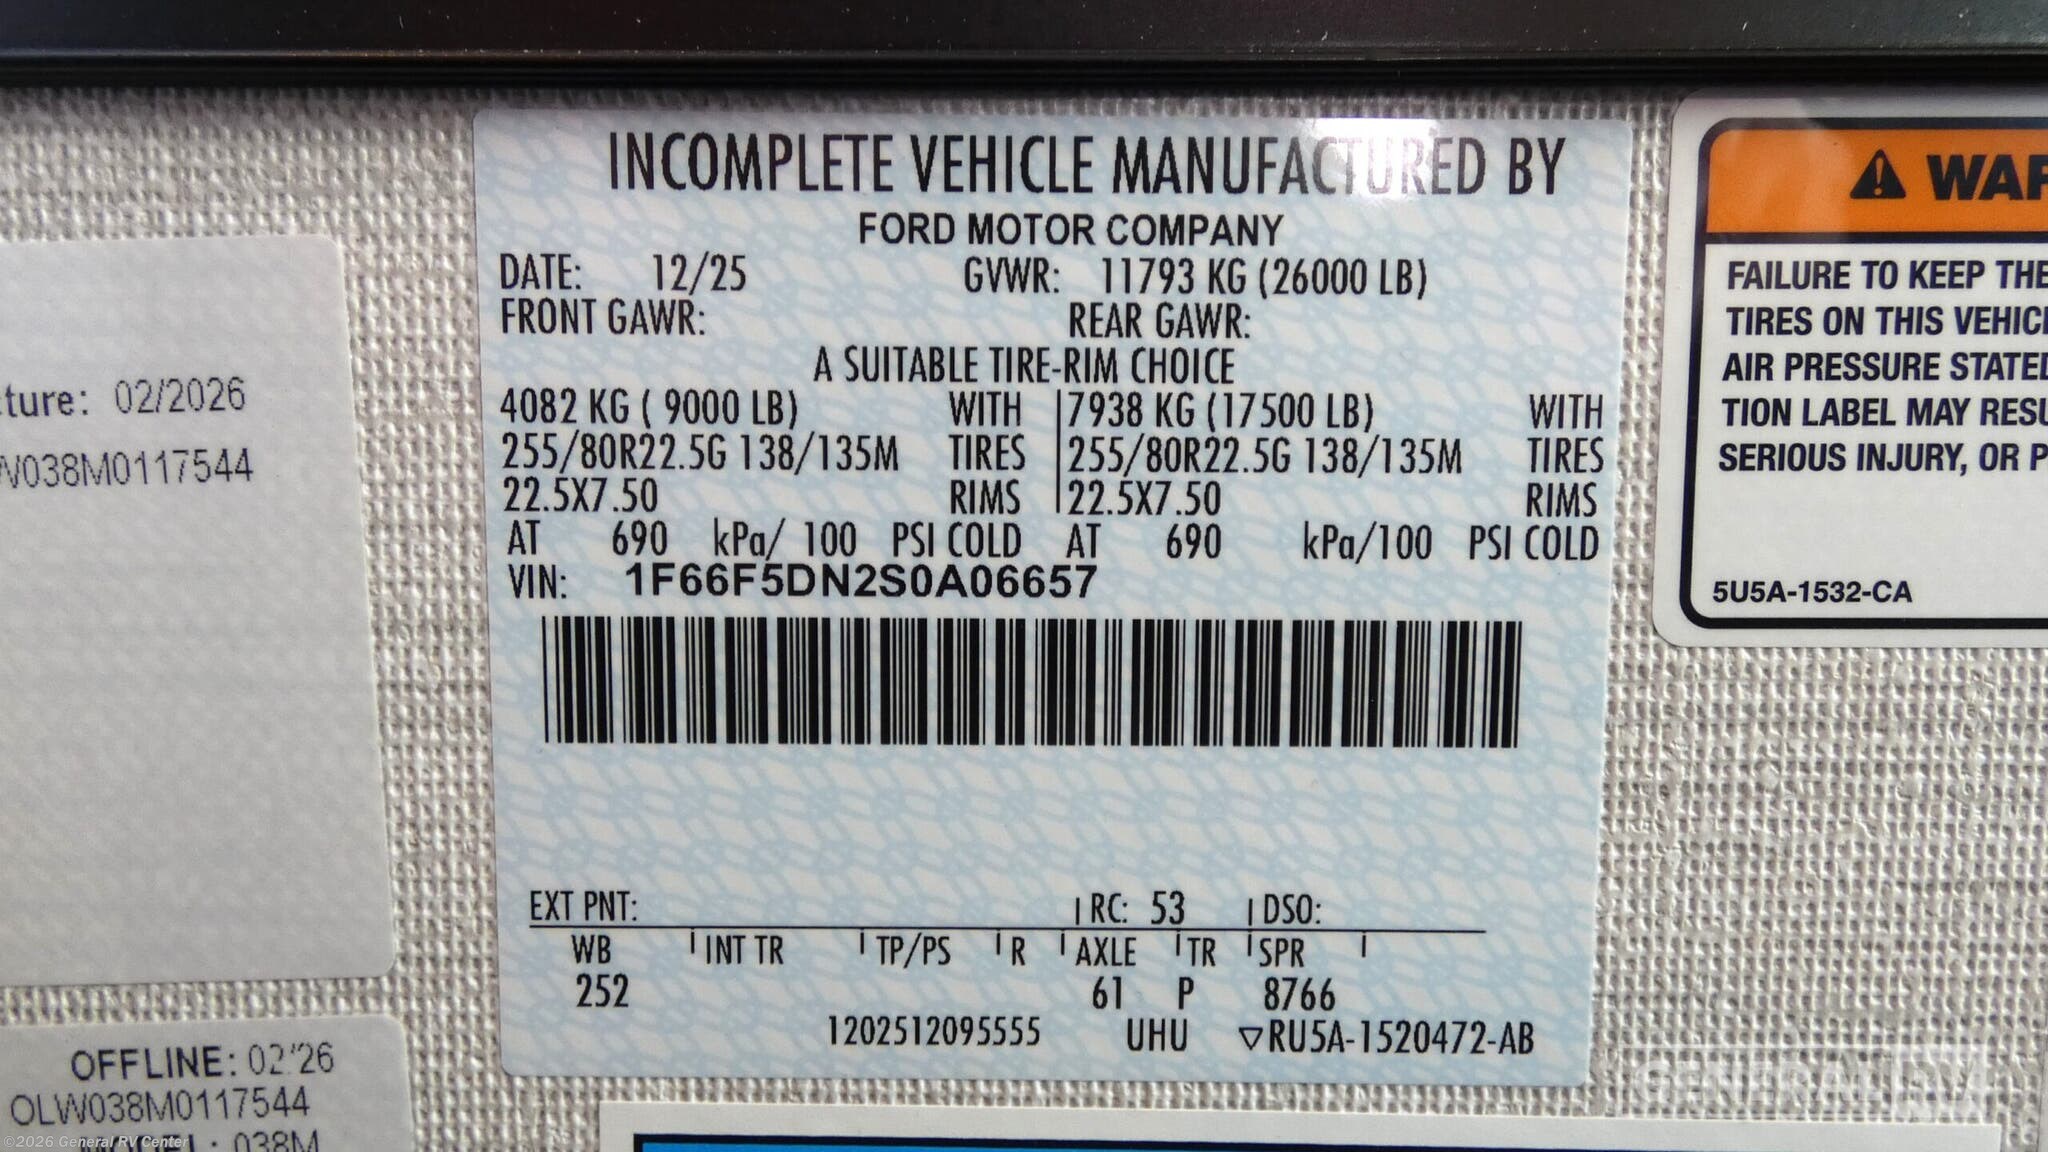 INCOMPLETE VEHICLE MANUFACTURED BY
FORD MOTOR COMPANY
DATE: 12/25 GVWR: 11793 KG (26000 LB)
FRONT GAWR: REAR GAWR:
A SUITABLE TIRE-RIM CHOICE
4082 KG ( 9000 LB) WITH 7938 KG (17500 LB) WITH
255/80R22.5G 138/135M TIRES 255/80R22.5G 138/135M TIRES
22.5X7.50 RIMS 22.5X7.50 RIMS
AT 690 kPa/ 100 PSI COLD AT 690 kPa/100 PSI COLD
VIN: 1F66F5DN2S0A06657
EXT PNT: RC: 53 DSO:
WB INT TR TP/PS R AXLE TR SPR
252 61 P 8766
1202512095555 UHU ▽RU5A-1520472-AB
cture: 02/2026
W038M0117544
OFFLINE: 02/26
OLW038M0117544
MODEL: 038M
⚠ WAR
FAILURE TO KEEP THE
TIRES ON THIS VEHICL
AIR PRESSURE STATED
TION LABEL MAY RESU
SERIOUS INJURY, OR
5U5A-1532-CA
GENERAL RV
©2026 General RV Center